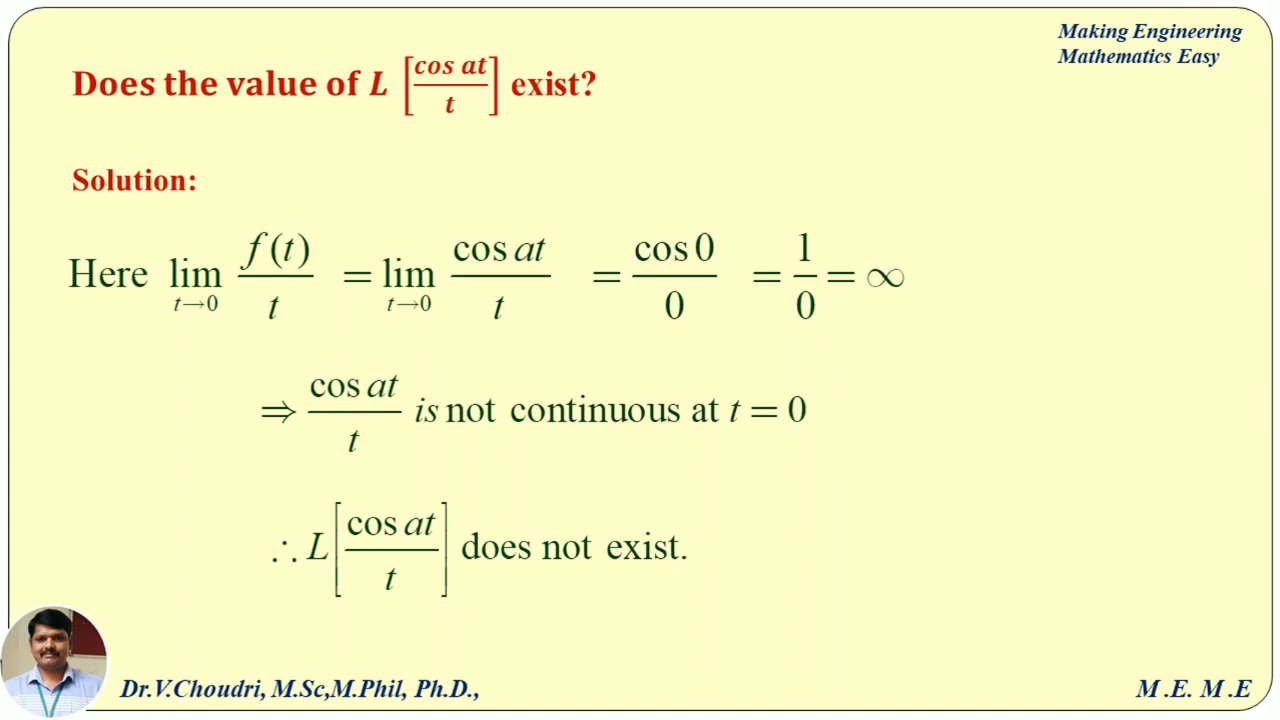 Making Engineering
Mathematics Easy
Does the value of L [cos at / t] exist?
Solution:
Here lim t→0 f(t)/t = lim t→0 cos at / t = cos 0 / 0 = 1/0 = ∞
⇒ cos at / t is not continuous at t = 0
∴ L[cos at / t] does not exist.
Dr.V.Choudri, M.Sc,M.Phil, Ph.D.,
M .E. M .E